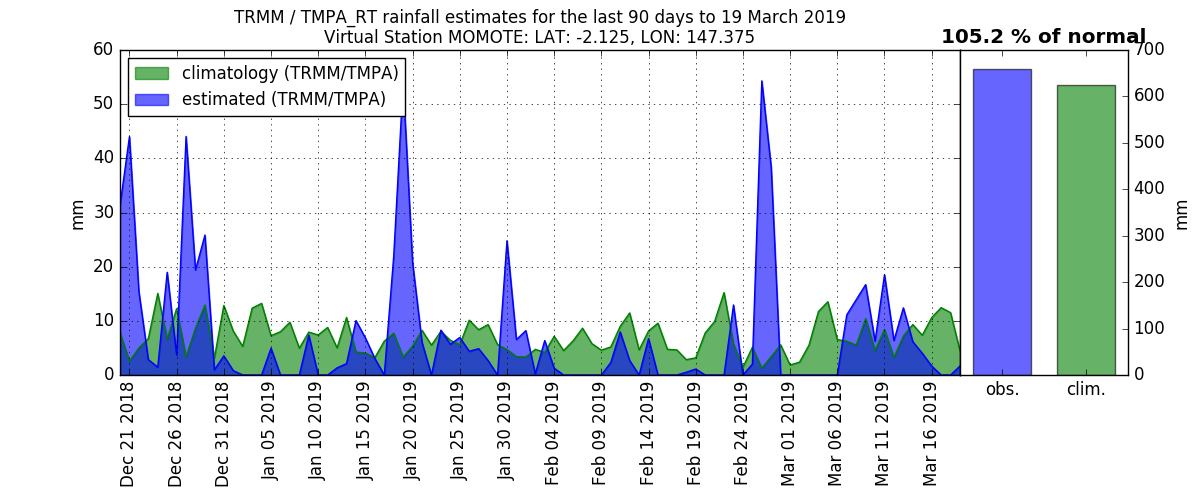 TRMM / TMPA_RT rainfall estimates for the last 90 days to 19 March 2019
Virtual Station MOMOTE: LAT: -2.125, LON: 147.375
105.2 % of normal
climatology (TRMM/TMPA)
estimated (TRMM/TMPA)
60
50
40
30
20
10
0
mm
Dec 21 2018
Dec 26 2018
Dec 31 2018
Jan 05 2019
Jan 10 2019
Jan 15 2019
Jan 20 2019
Jan 25 2019
Jan 30 2019
Feb 04 2019
Feb 09 2019
Feb 14 2019
Feb 19 2019
Feb 24 2019
Mar 01 2019
Mar 06 2019
Mar 11 2019
Mar 16 2019
obs.
clim.
700
600
500
400
300
200
100
0
mm